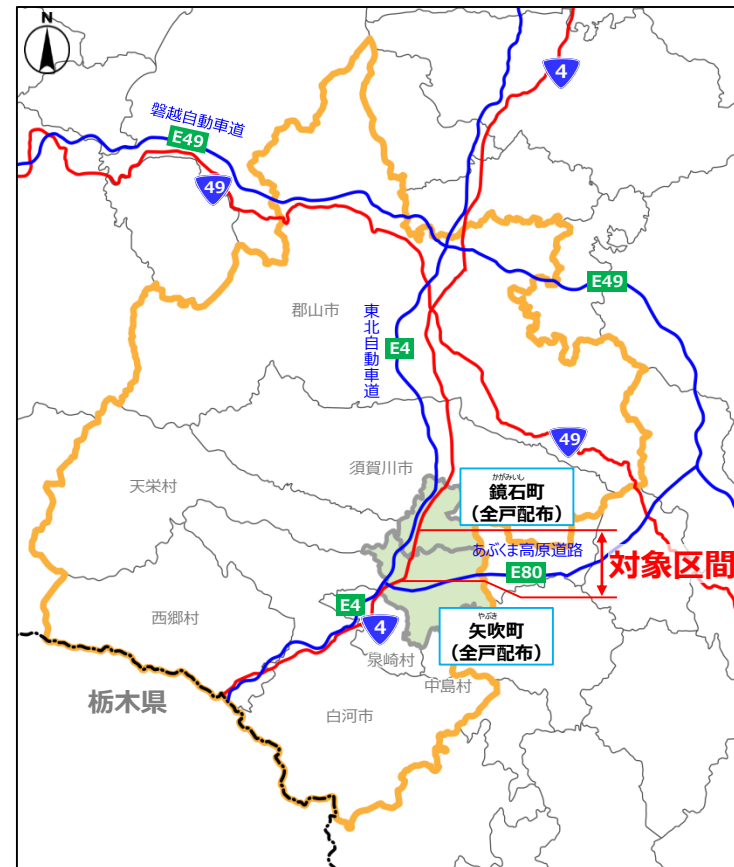 N
4
磐越自動車道
E49
49
E49
郡山市
東北自動車道
E4
49
須賀川市
天栄村
かがみいし
鏡石町
(全戸配布)
あぶくま高原道路
E80
対象区間
E4
4
西郷村
やぶき
矢吹町
(全戸配布)
泉崎村
中島村
栃木県
白河市